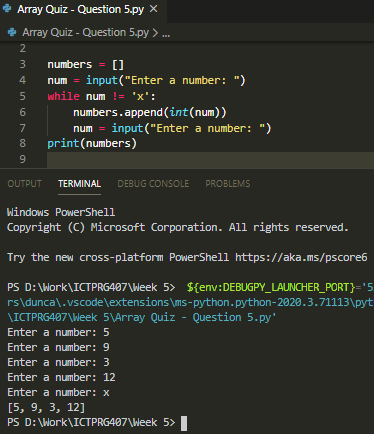 Array Quiz - Question 5.py
Array Quiz - Question 5.py > ...
2
3 numbers = []
4 num = input("Enter a number: ")
5 while num != 'x':
6 numbers.append(int(num))
7 num = input("Enter a number: ")
8 print(numbers)
9
OUTPUT TERMINAL DEBUG CONSOLE PROBLEMS
Windows PowerShell
Copyright (C) Microsoft Corporation. All rights reserved.
Try the new cross-platform PowerShell https://aka.ms/pscore6
PS D:\Work\ICTPRG407\Week 5> ${env:DEBUGPY_LAUNCHER_PORT}='5
rs\dunca\.vscode\extensions\ms-python.python-2020.3.71113\pyt
\ICTPRG407\Week 5\Array Quiz - Question 5.py'
Enter a number: 5
Enter a number: 9
Enter a number: 3
Enter a number: 12
Enter a number: x
[5, 9, 3, 12]
PS D:\Work\ICTPRG407\Week 5>